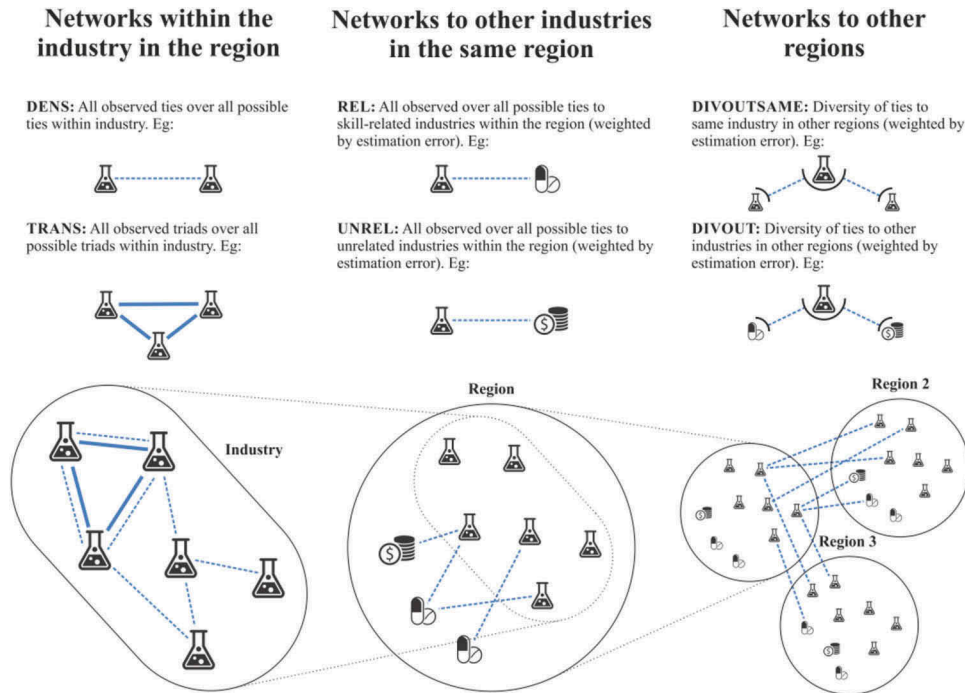 Networks within the
industry in the region
DENS: All observed ties over all possible
ties within industry. Eg:
TRANS: All observed triads over all
possible triads within industry. Eg:
Networks to other industries
in the same region
REL: All observed over all possible ties to
skill-related industries within the region (weighted
by estimation error). Eg:
UNREL: All observed over all possible ties to
unrelated industries within the region (weighted by
estimation error). Eg:
Networks to other
regions
DIVOUTSAME: Diversity of ties to
same industry in other regions (weighted by
estimation error). Eg:
DIVOUT: Diversity of ties to other
industries in other regions (weighted by
estimation error). Eg:
Industry
Region
Region 2
Region 3